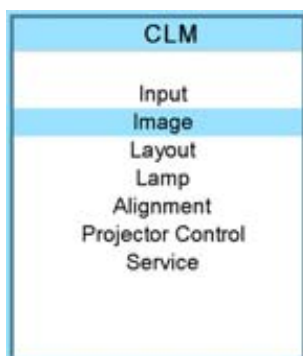 CLM
Input
Image
Layout
Lamp
Alignment
Projector Control
Service